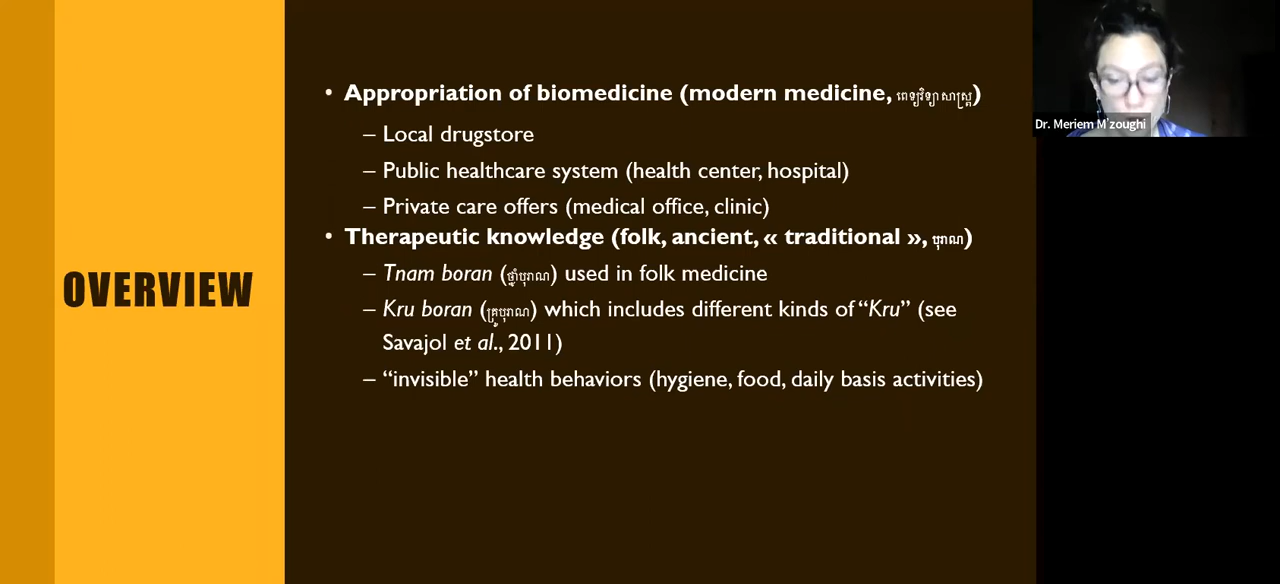 OVERVIEW
• Appropriation of biomedicine (modern medicine, ពេទ្យវិទ្យាសាស្ត្រ)
– Local drugstore
– Public healthcare system (health center, hospital)
– Private care offers (medical office, clinic)
• Therapeutic knowledge (folk, ancient, « traditional », បុរាណ)
– Tnam boran (ថ្នាំបុរាណ) used in folk medicine
– Kru boran (គ្រូបុរាណ) which includes different kinds of “Kru” (see
Savajol et al., 2011)
– “invisible” health behaviors (hygiene, food, daily basis activities)
Dr. Meriem M'zoughi